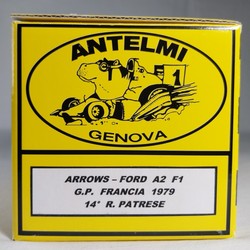 ANTELMI
1
GENOVA
ARROWS – FORD A2 F1
G.P. FRANCIA 1979
14° R. PATRESE